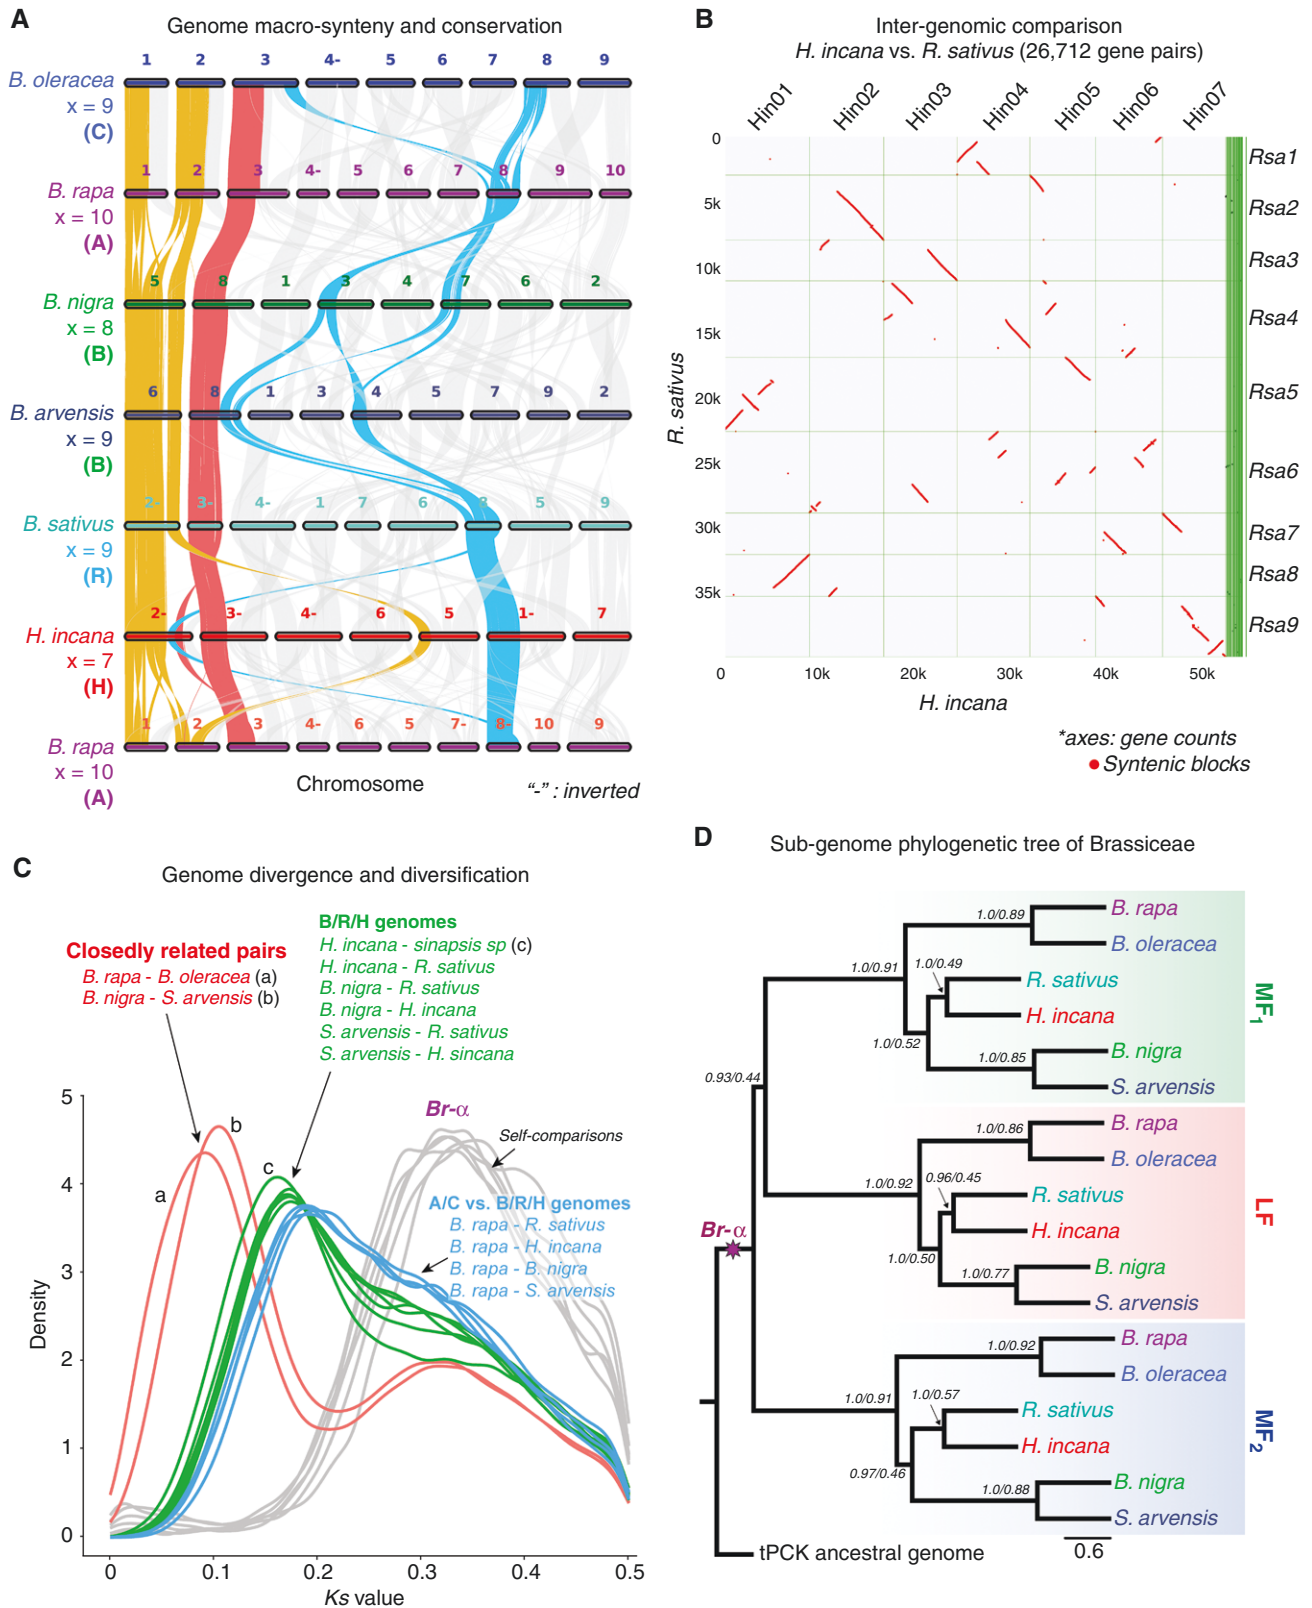 A
Genome macro-synteny and conservation
1 2 3 4- 5 6 7 8 9
B. oleracea
x = 9
(C)
1 2 3 4- 5 6 7 8 9 10
B. rapa
x = 10
(A)
5 8 1 3 4 7 6 2
B. nigra
x = 8
(B)
6 8 1 3 4 5 7 9 2
B. arvensis
x = 9
(B)
2- 3- 4- 1 7 6 8 5 9
B. sativus
x = 9
(R)
2- 3- 4- 6 5 1- 7
H. incana
x = 7
(H)
1 2 3 4- 6 5 7- 8- 10 9
B. rapa
x = 10
(A)
Chromosome
“-” : inverted
B
Inter-genomic comparison
H. incana vs. R. sativus (26,712 gene pairs)
Hin01 Hin02 Hin03 Hin04 Hin05 Hin06 Hin07
0
5k
10k
15k
20k
25k
30k
35k
R. sativus
Rsa1
Rsa2
Rsa3
Rsa4
Rsa5
Rsa6
Rsa7
Rsa8
Rsa9
0 10k 20k 30k 40k 50k
H. incana
*axes: gene counts
Syntenic blocks
C
Genome divergence and diversification
Closedly related pairs
B. rapa - B. oleracea (a)
B. nigra - S. arvensis (b)
B/R/H genomes
H. incana - sinapsis sp (c)
H. incana - R. sativus
B. nigra - R. sativus
B. nigra - H. incana
S. arvensis - R. sativus
S. arvensis - H. sincana
Br-α
Self-comparisons
A/C vs. B/R/H genomes
B. rapa - R. sativus
B. rapa - H. incana
B. rapa - B. nigra
B. rapa - S. arvensis
a
b
c
5
4
3
2
1
0
Density
0 0.1 0.2 0.3 0.4 0.5
Ks value
D
Sub-genome phylogenetic tree of Brassiceae
1.0/0.89
B. rapa
B. oleracea
1.0/0.91
1.0/0.49
R. sativus
H. incana
1.0/0.52
1.0/0.85
B. nigra
S. arvensis
MF1
0.93/0.44
1.0/0.86
B. rapa
B. oleracea
1.0/0.92
0.96/0.45
R. sativus
H. incana
1.0/0.50
1.0/0.77
B. nigra
S. arvensis
LF
Br-α
1.0/0.92
B. rapa
B. oleracea
1.0/0.91
1.0/0.57
R. sativus
H. incana
0.97/0.46
1.0/0.88
B. nigra
S. arvensis
MF2
tPCK ancestral genome
0.6